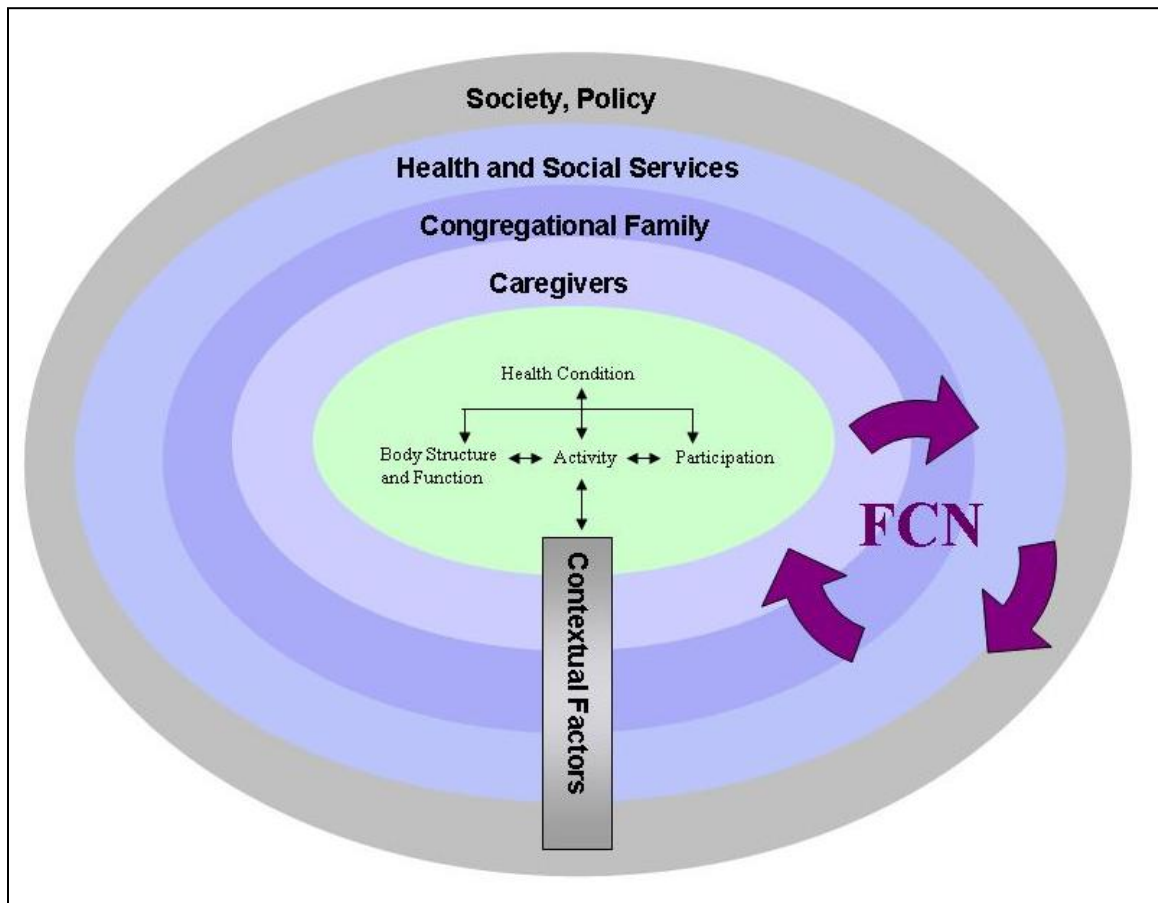 Society, Policy
Health and Social Services
Congregational Family
Caregivers
Health Condition
Body Structure
and Function
Activity
Participation
FCN
Contextual Factors